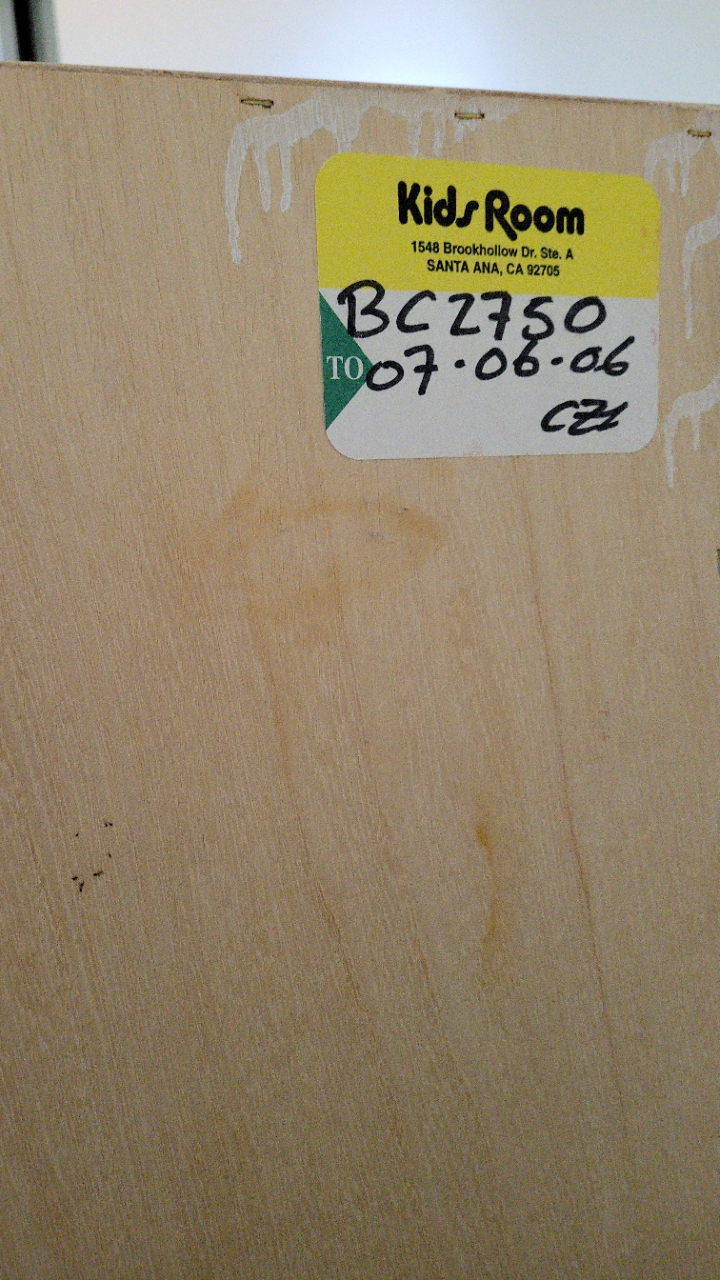 Kids Room
1548 Brookhollow Dr. Ste. A
SANTA ANA, CA 92705
BC2750
TO 07·06·06